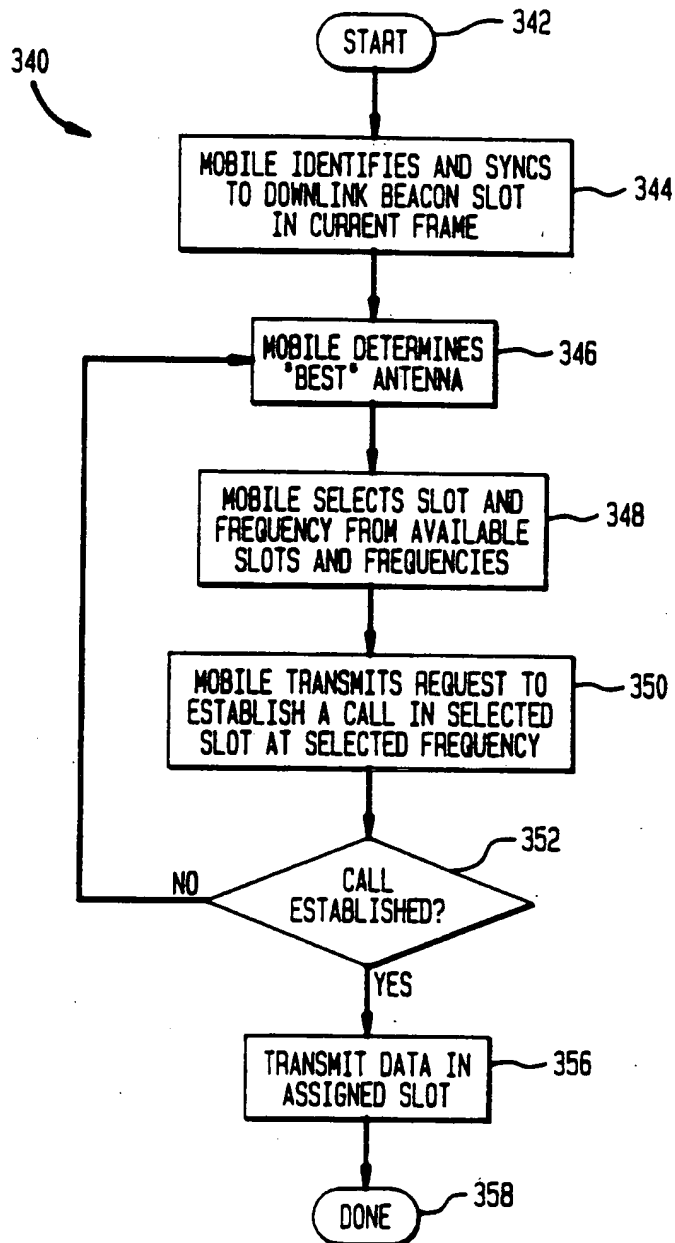 342
START
340
MOBILE IDENTIFIES AND SYNCS
TO DOWNLINK BEACON SLOT
IN CURRENT FRAME
344
MOBILE DETERMINES
"BEST" ANTENNA
346
MOBILE SELECTS SLOT AND
FREQUENCY FROM AVAILABLE
SLOTS AND FREQUENCIES
348
MOBILE TRANSMITS REQUEST TO
ESTABLISH A CALL IN SELECTED
SLOT AT SELECTED FREQUENCY
350
352
NO
CALL
ESTABLISHED?
YES
TRANSMIT DATA IN
ASSIGNED SLOT
356
DONE
358